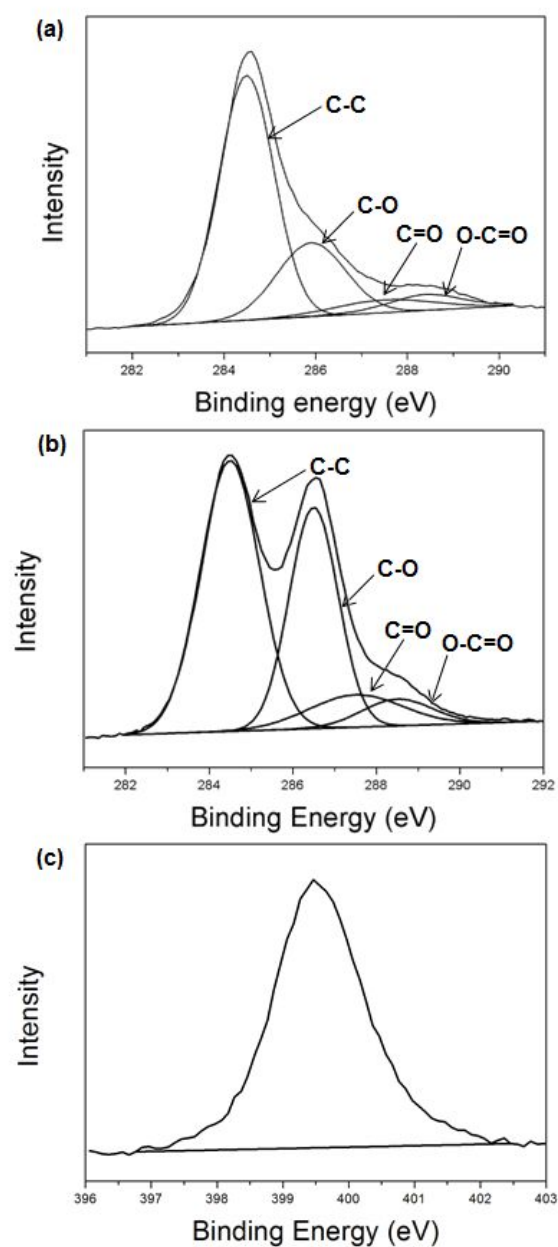 (a)
C-C
C-O
C=O
O-C=O
Intensity
282 284 286 288 290
Binding energy (eV)
(b)
C-C
C-O
C=O
O-C=O
Intensity
282 284 286 288 290 292
Binding Energy (eV)
(c)
Intensity
396 397 398 399 400 401 402 403
Binding Energy (eV)